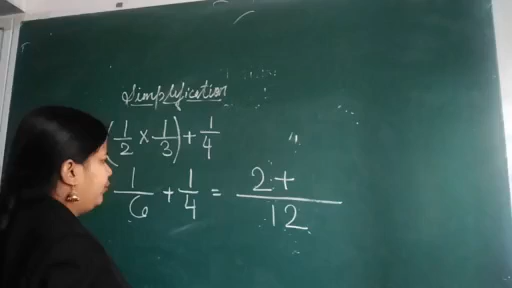 Simplification
(1/2 × 1/3) + 1/4
1/6 + 1/4 = 2+/12